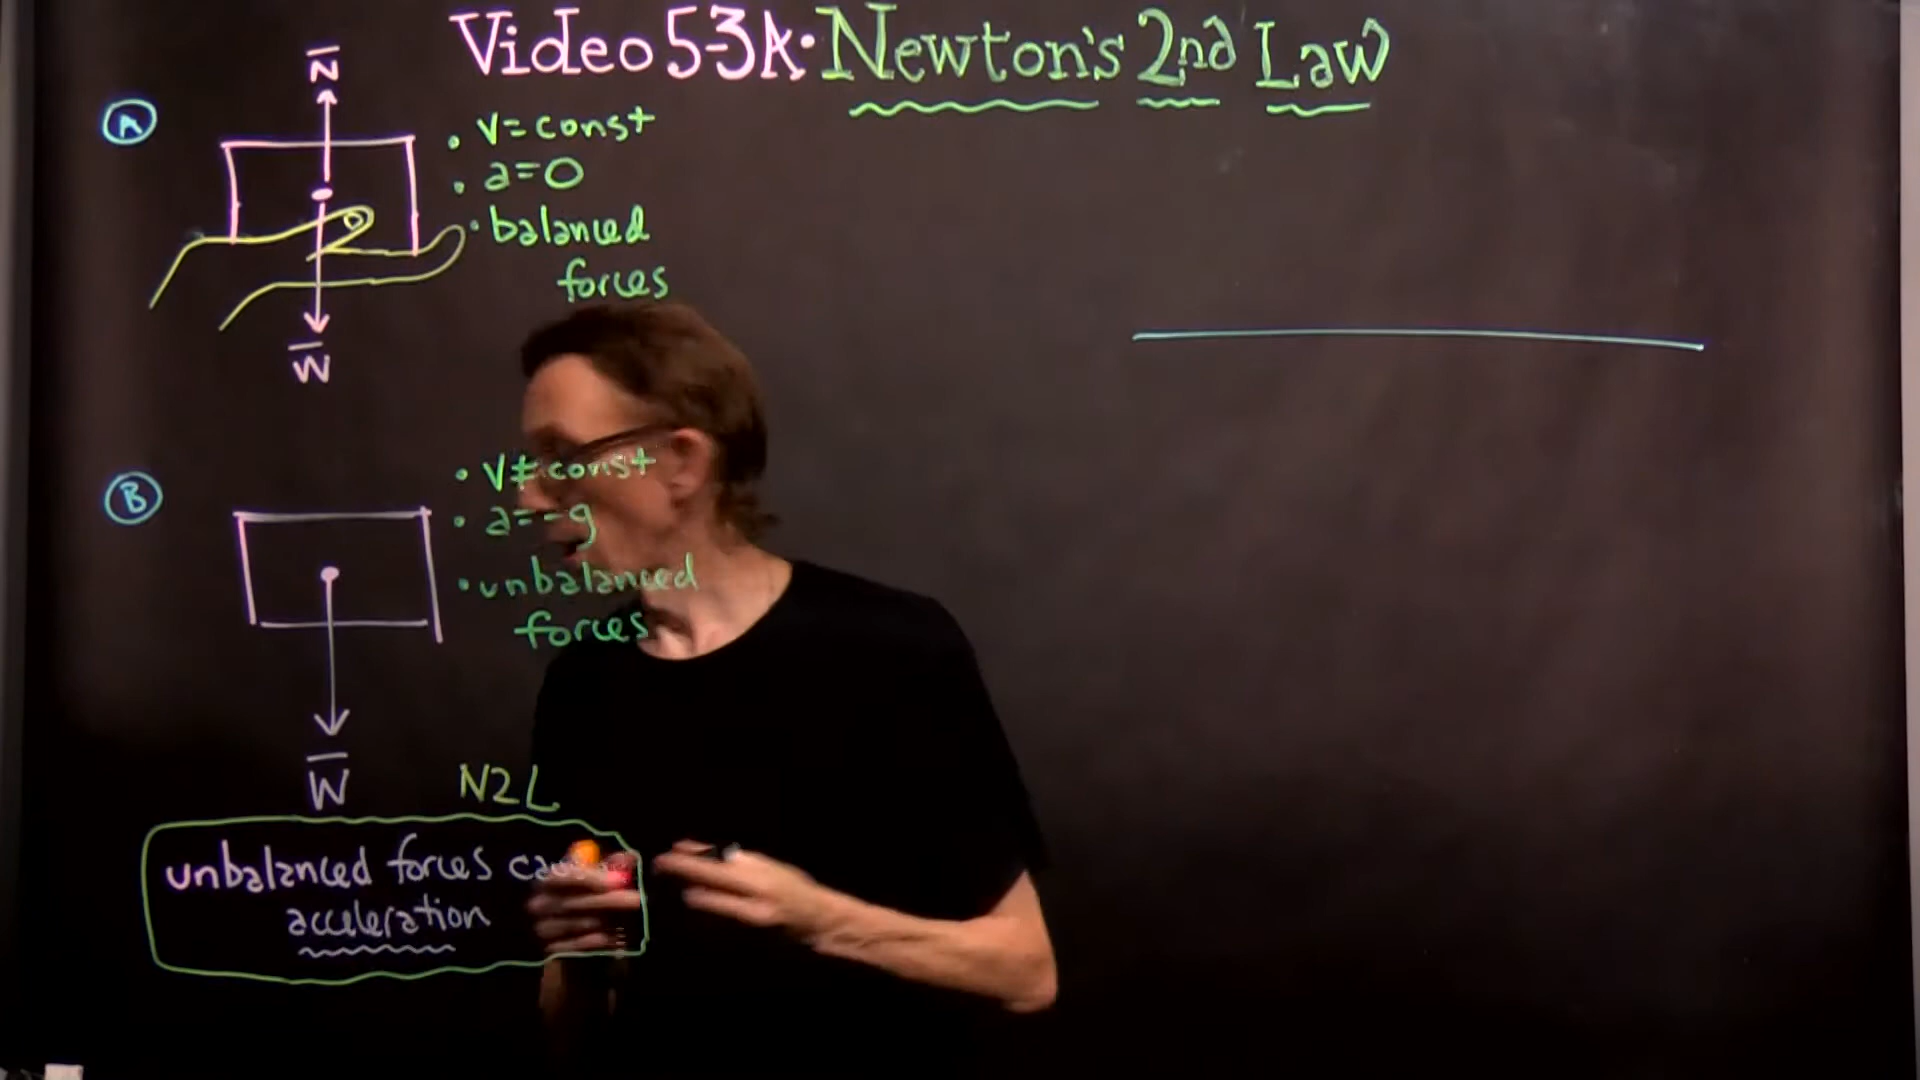 Video 5-3A: Newton's 2nd Law
A
N
• v = const
• a = 0
• balanced
forces
W
B
• v ≠ const
• a = -g
• unbalanced
forces
W
N2L
unbalanced forces
acceleration